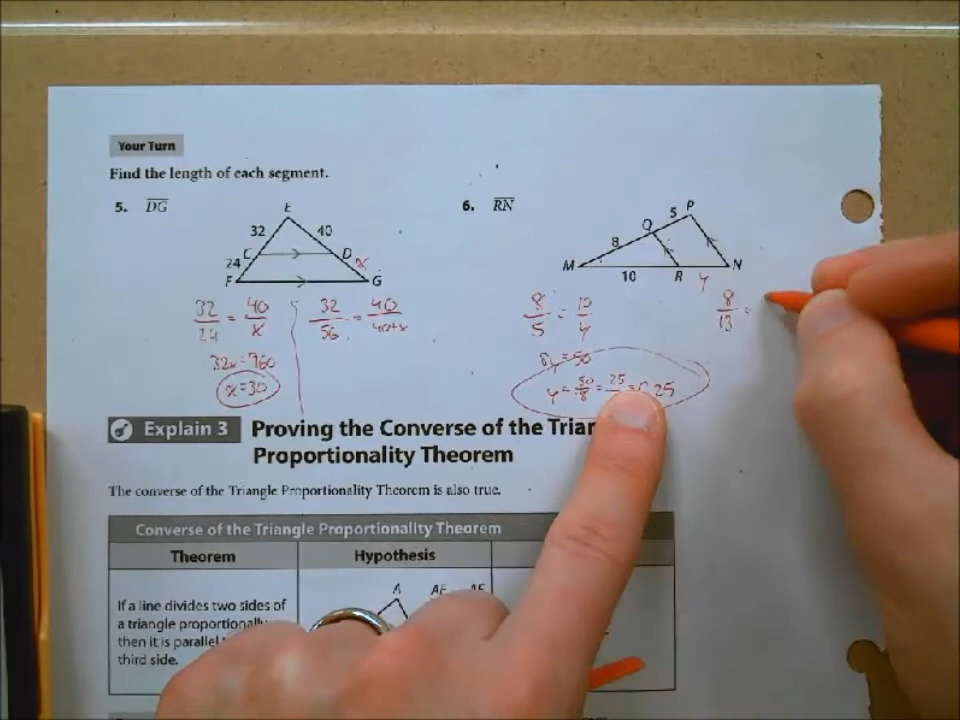 Your Turn
Find the length of each segment.
5. DG
6. RN
E
32
40
C
D
24
x
F
G
5 P
Q
8
M
N
10
R
y
32/24 = 40/x
32/56 = 40/40+x
32x = 960
x = 30
8/5 = 10/y
8y = 50
y = 50/8 = 25
25
8/13 =
Explain 3 Proving the Converse of the
Proportionality Theorem
The converse of the Triangle Proportionality Theorem is also true.
Converse of the Triangle Proportionality Theorem
Theorem
Hypothesis
A
If a line divides two sides of
a triangle
then it is
third side.